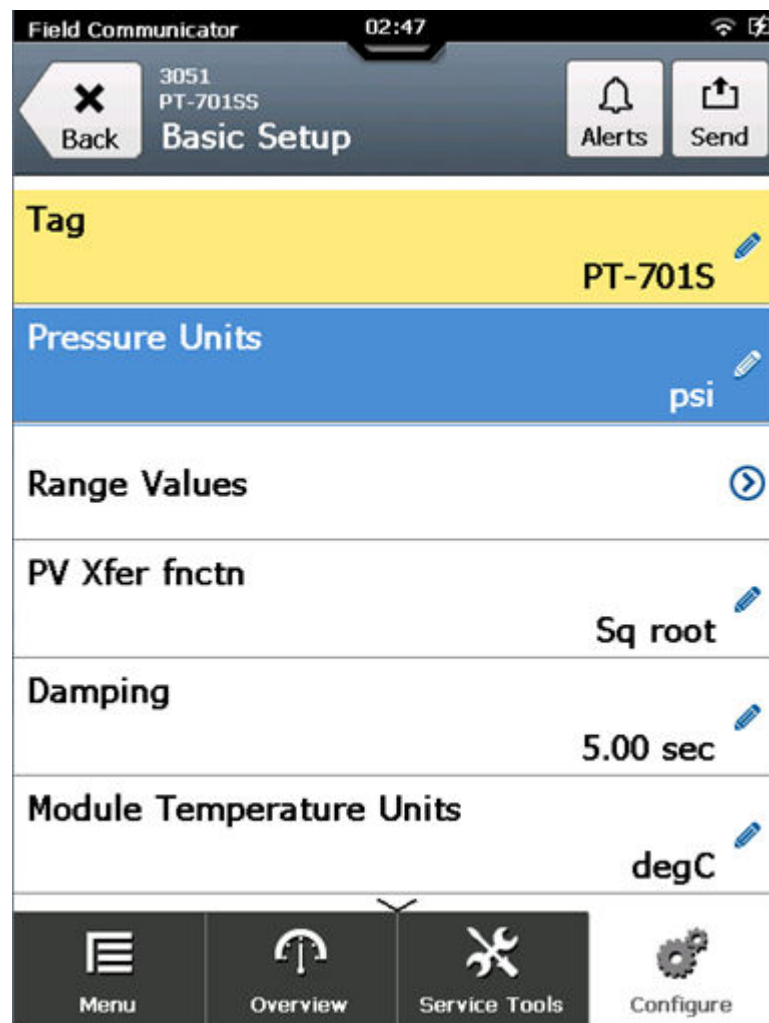 Field Communicator 02:47
3051
PT-701SS
Back Basic Setup Alerts Send
Tag
PT-701S
Pressure Units
psi
Range Values
PV Xfer fnctn
Sq root
Damping
5.00 sec
Module Temperature Units
degC
Menu Overview Service Tools Configure